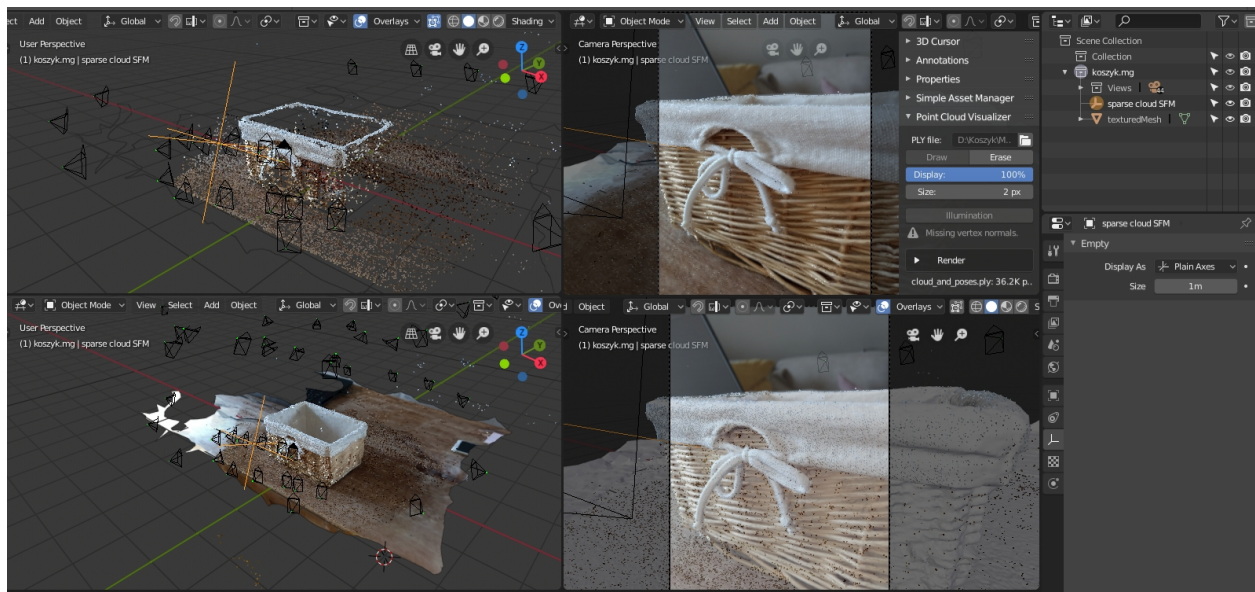 ect Add Object Global Overlays Shading
User Perspective
(1) koszyk.mg | sparse cloud SFM
Z
Y
X
Object Mode View Select Add Object Global
Camera Perspective
(1) koszyk.mg | sparse cloud SFM
3D Cursor
Annotations
Properties
Simple Asset Manager
Point Cloud Visualizer
PLY file: D:\Koszyk\M..
Draw Erase
Display: 100%
Size: 2 px
Illumination
Missing vertex normals.
Render
cloud_and_poses.ply: 36.2K p..
Scene Collection
Collection
koszyk.mg
Views 44
sparse cloud SFM
texturedMesh
sparse cloud SFM
Empty
Display As Plain Axes
Size 1m
Object Mode View Select Add Object Global Ove
User Perspective
(1) koszyk.mg | sparse cloud SFM
Z
Y
X
Object Global Overlays S
Camera Perspective
(1) koszyk.mg | sparse cloud SFM